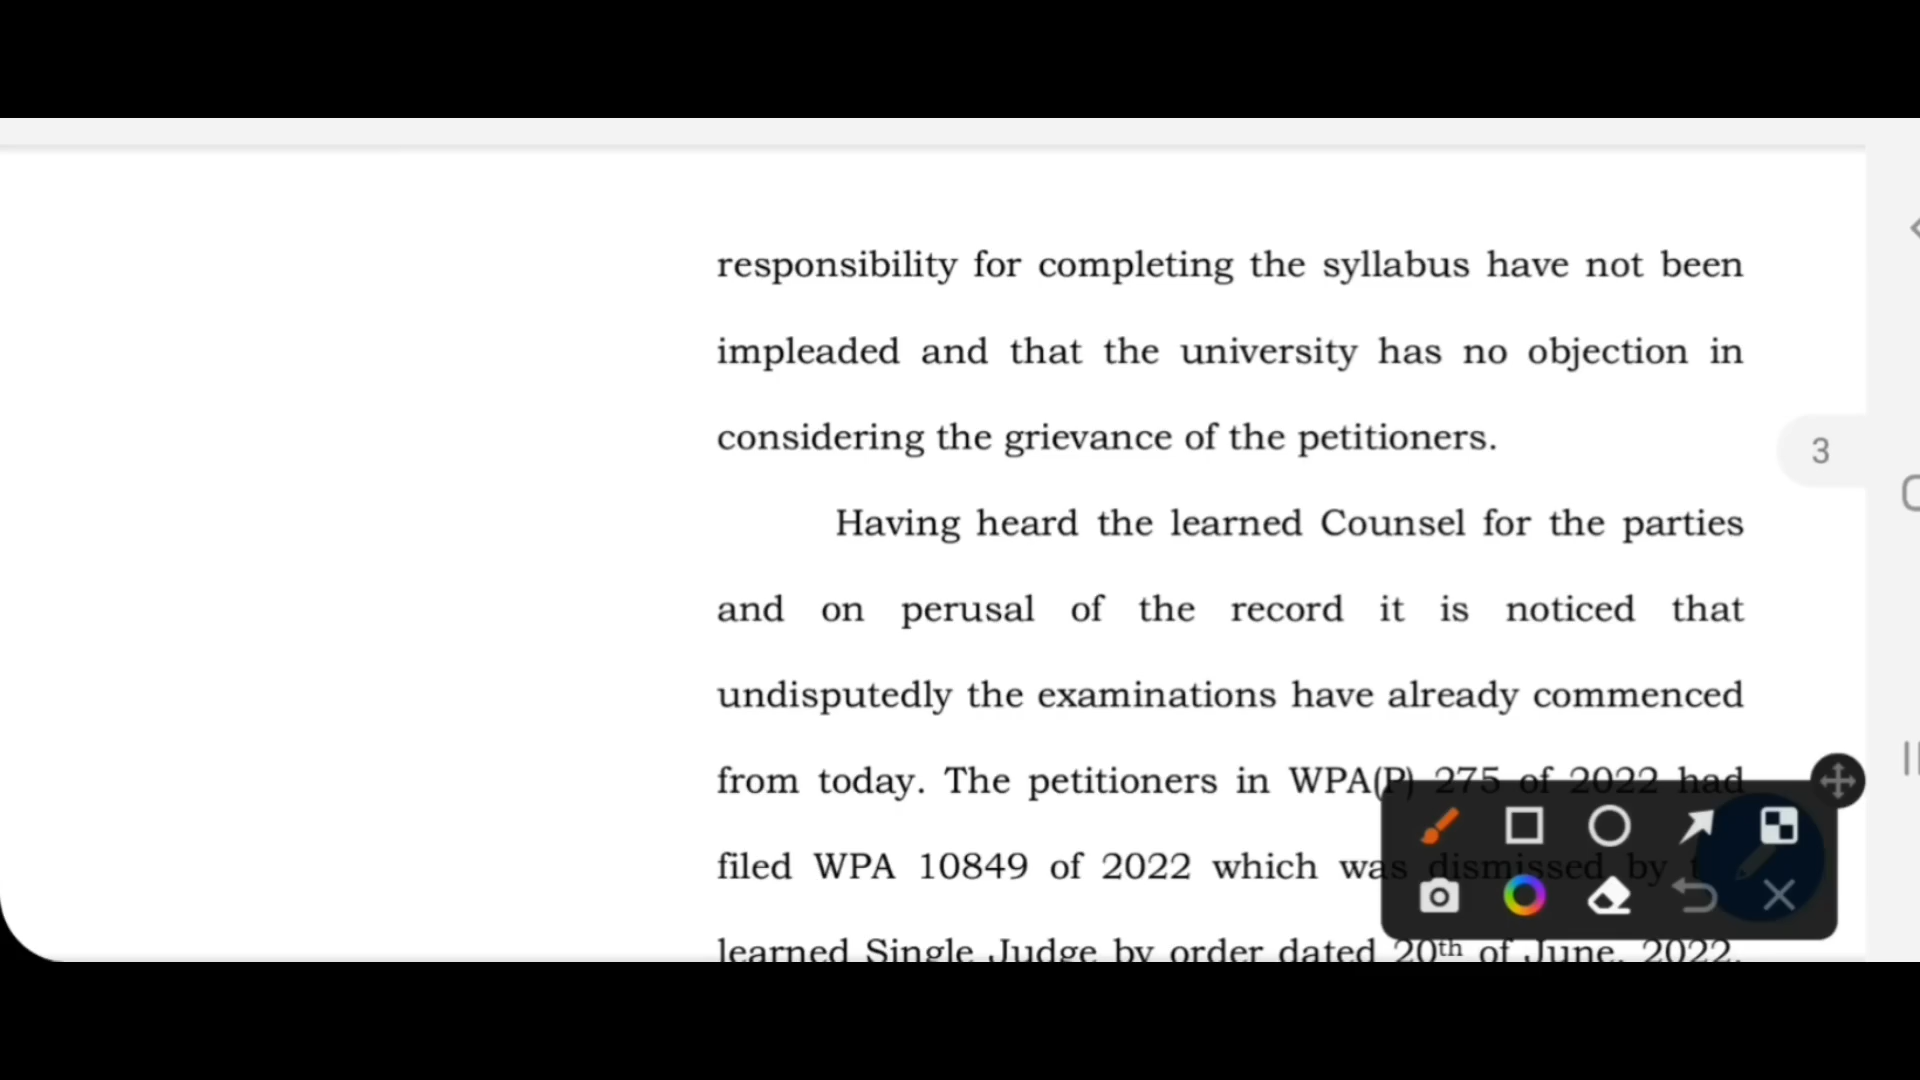 responsibility for completing the syllabus have not been
impleaded and that the university has no objection in
considering the grievance of the petitioners.
3
Having heard the learned Counsel for the parties
and on perusal of the record it is noticed that
undisputedly the examinations have already commenced
from today. The petitioners in WPA(P) 275 of 2022 had
filed WPA 10849 of 2022 which was dismissed by
learned Single Judge by order dated 20th of June, 2022.